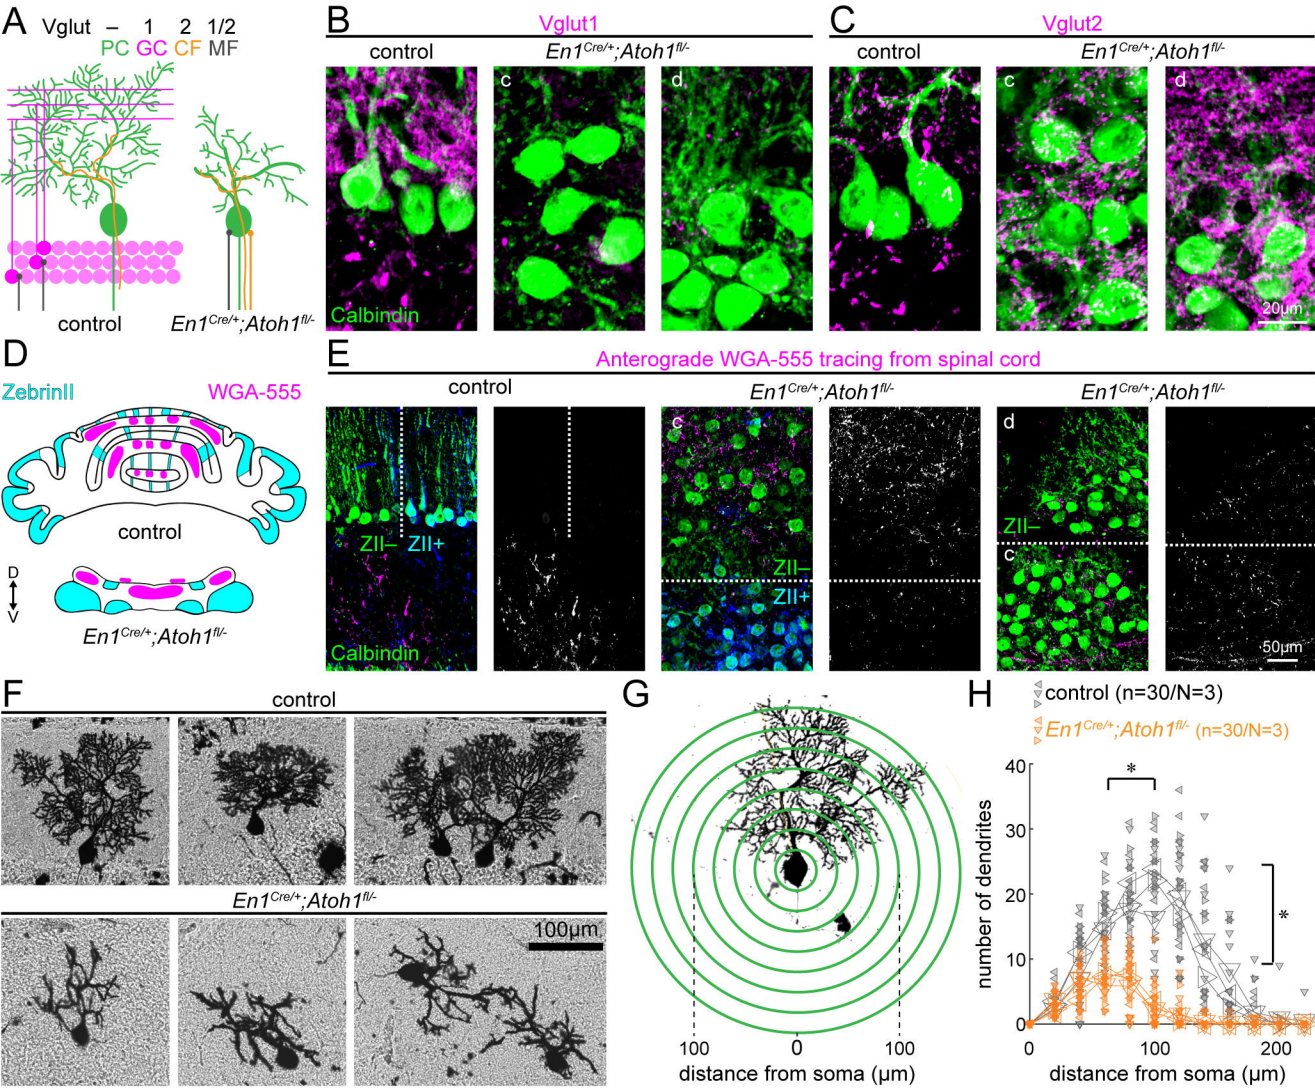 A
Vglut – 1 2 1/2
PC GC CF MF
control
En1Cre/+;Atoh1fl/-
B
Vglut1
control
En1Cre/+;Atoh1fl/-
c
d
Calbindin
C
Vglut2
control
En1Cre/+;Atoh1fl/-
c
d
20µm
D
ZebrinII
WGA-555
control
D
V
En1Cre/+;Atoh1fl/-
E
Anterograde WGA-555 tracing from spinal cord
control
En1Cre/+;Atoh1fl/-
En1Cre/+;Atoh1fl/-
ZII–
ZII+
Calbindin
c
ZII–
ZII+
d
ZII–
c
50µm
F
control
En1Cre/+;Atoh1fl/-
100µm
G
100
0
100
distance from soma (µm)
H
control (n=30/N=3)
En1Cre/+;Atoh1fl/- (n=30/N=3)
number of dendrites
40
30
20
10
0
*
*
0
100
200
distance from soma (µm)